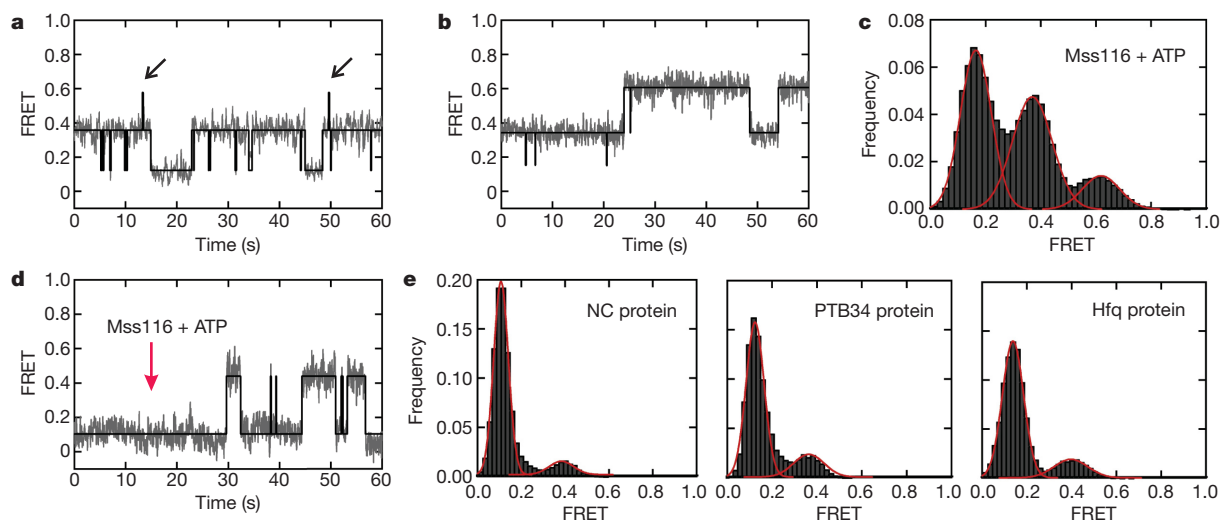 a
1.0
0.8
0.6
0.4
0.2
0
FRET
0 10 20 30 40 50 60
Time (s)
b
1.0
0.8
0.6
0.4
0.2
0
FRET
0 10 20 30 40 50 60
Time (s)
c
Mss116 + ATP
0.08
0.06
0.04
0.02
0.00
Frequency
0.0 0.2 0.4 0.6 0.8 1.0
FRET
d
1.0
0.8
0.6
0.4
0.2
0
FRET
Mss116 + ATP
0 10 20 30 40 50 60
Time (s)
e
0.20
0.15
0.10
0.05
0.00
Frequency
NC protein
0.0 0.2 0.4 0.6 0.8 1.0
FRET
PTB34 protein
0.0 0.2 0.4 0.6 0.8 1.0
FRET
Hfq protein
0.0 0.2 0.4 0.6 0.8 1.0
FRET